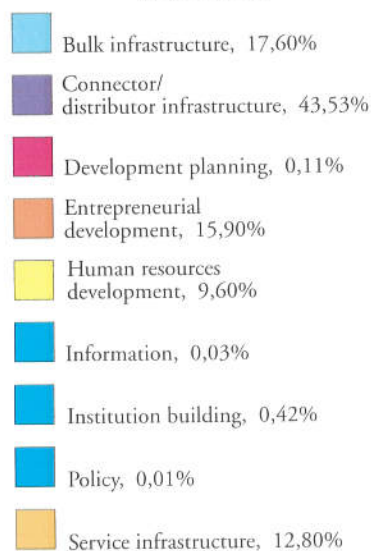 Bulk infrastructure, 17,60%
Connector/
distributor infrastructure, 43,53%
Development planning, 0,11%
Entrepreneurial
development, 15,90%
Human resources
development, 9,60%
Information, 0,03%
Institution building, 0,42%
Policy, 0,01%
Service infrastructure, 12,80%